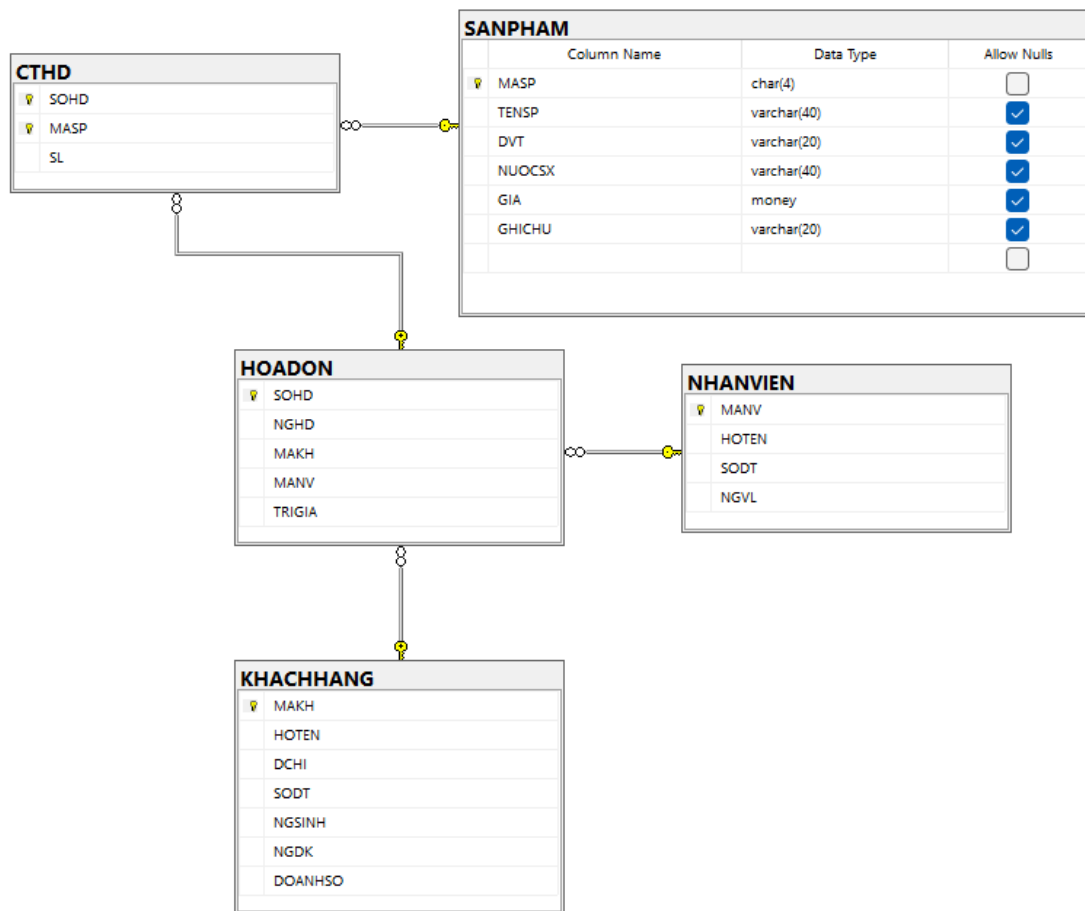 CTHD
SOHD
MASP
SL
SANPHAM
Column Name Data Type Allow Nulls
MASP char(4)
TENSP varchar(40)
DVT varchar(20)
NUOCSX varchar(40)
GIA money
GHICHU varchar(20)
HOADON
SOHD
NGHD
MAKH
MANV
TRIGIA
NHANVIEN
MANV
HOTEN
SODT
NGVL
KHACHHANG
MAKH
HOTEN
DCHI
SODT
NGSINH
NGDK
DOANHSO